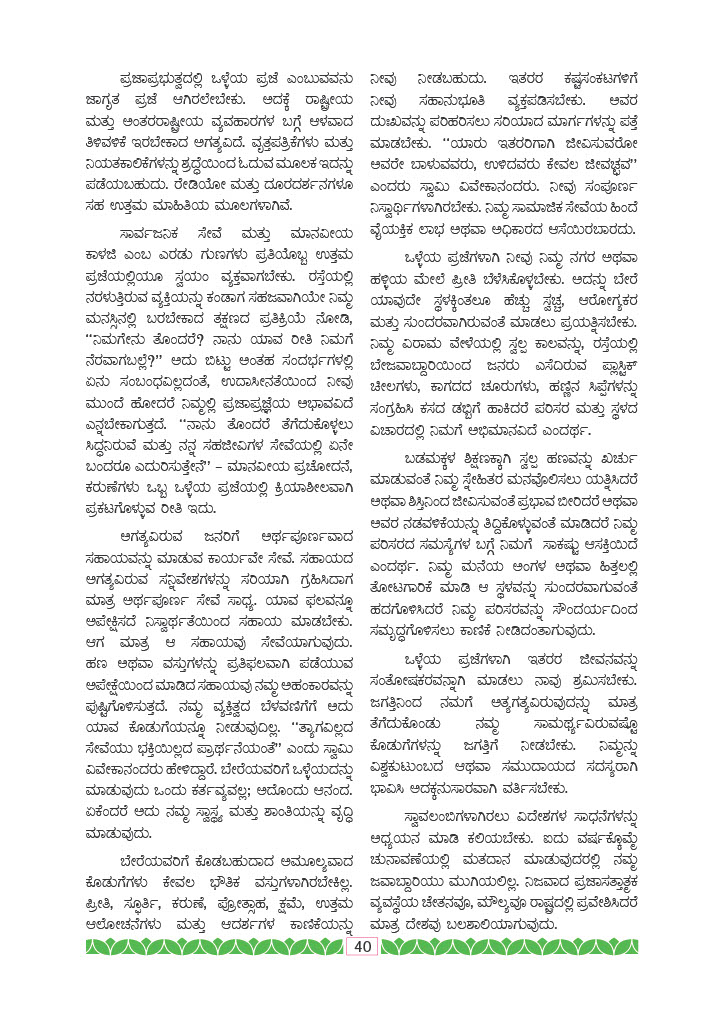 ಪ್ರಜಾಪ್ರಭುತ್ವದಲ್ಲಿ ಒಳ್ಳೆಯ ಪ್ರಜೆ ಎಂಬುವವನು
ಜಾಗೃತ ಪ್ರಜೆ ಆಗಿರಲೇಬೇಕು. ಅದಕ್ಕೆ ರಾಷ್ಟ್ರೀಯ
ಮತ್ತು ಅಂತರರಾಷ್ಟ್ರೀಯ ವ್ಯವಹಾರಗಳ ಬಗ್ಗೆ ಆಳವಾದ
ತಿಳಿವಳಿಕೆ ಇರಬೇಕಾದ ಅಗತ್ಯವಿದೆ. ವೃತ್ತಪತ್ರಿಕೆಗಳು ಮತ್ತು
ನಿಯತಕಾಲಿಕೆಗಳನ್ನು ಶ್ರದ್ಧೆಯಿಂದ ಓದುವ ಮೂಲಕ ಇದನ್ನು
ಪಡೆಯಬಹುದು. ರೇಡಿಯೋ ಮತ್ತು ದೂರದರ್ಶನಗಳೂ
ಸಹ ಉತ್ತಮ ಮಾಹಿತಿಯ ಮೂಲಗಳಾಗಿವೆ.
ಸಾರ್ವಜನಿಕ ಸೇವೆ ಮತ್ತು ಮಾನವೀಯ
ಕಾಳಜಿ ಎಂಬ ಎರಡು ಗುಣಗಳು ಪ್ರತಿಯೊಬ್ಬ ಉತ್ತಮ
ಪ್ರಜೆಯಲ್ಲಿಯೂ ಸ್ವಯಂ ವ್ಯಕ್ತವಾಗಬೇಕು. ರಸ್ತೆಯಲ್ಲಿ
ನರಳುತ್ತಿರುವ ವ್ಯಕ್ತಿಯನ್ನು ಕಂಡಾಗ ಸಹಜವಾಗಿಯೇ ನಿಮ್ಮ
ಮನಸ್ಸಿನಲ್ಲಿ ಬರಬೇಕಾದ ತಕ್ಷಣದ ಪ್ರತಿಕ್ರಿಯೆ ನೋಡಿ,
“ನಿಮಗೇನು ತೊಂದರೆ? ನಾನು ಯಾವ ರೀತಿ ನಿಮಗೆ
ನೆರವಾಗಬಲ್ಲೆ?” ಅದು ಬಿಟ್ಟು ಅಂತಹ ಸಂದರ್ಭಗಳಲ್ಲಿ
ಏನು ಸಂಬಂಧವಿಲ್ಲದಂತೆ, ಉದಾಸೀನತೆಯಿಂದ ನೀವು
ಮುಂದೆ ಹೋದರೆ ನಿಮ್ಮಲ್ಲಿ ಪ್ರಜಾಪ್ರಜ್ಞೆಯ ಅಭಾವವಿದೆ
ಎನ್ನಬೇಕಾಗುತ್ತದೆ. “ನಾನು ತೊಂದರೆ ತೆಗೆದುಕೊಳ್ಳಲು
ಸಿದ್ಧನಿರುವೆ ಮತ್ತು ನನ್ನ ಸಹಜೀವಿಗಳ ಸೇವೆಯಲ್ಲಿ ಏನೇ
ಬಂದರೂ ಎದುರಿಸುತ್ತೇನೆ” – ಮಾನವೀಯ ಪ್ರಚೋದನೆ,
ಕರುಣೆಗಳು ಒಬ್ಬ ಒಳ್ಳೆಯ ಪ್ರಜೆಯಲ್ಲಿ ಕ್ರಿಯಾಶೀಲವಾಗಿ
ಪ್ರಕಟಗೊಳ್ಳುವ ರೀತಿ ಇದು.
ಅಗತ್ಯವಿರುವ ಜನರಿಗೆ ಅರ್ಥಪೂರ್ಣವಾದ
ಸಹಾಯವನ್ನು ಮಾಡುವ ಕಾರ್ಯವೇ ಸೇವೆ. ಸಹಾಯದ
ಅಗತ್ಯವಿರುವ ಸನ್ನಿವೇಶಗಳನ್ನು ಸರಿಯಾಗಿ ಗ್ರಹಿಸಿದಾಗ
ಮಾತ್ರ ಅರ್ಥಪೂರ್ಣ ಸೇವೆ ಸಾಧ್ಯ. ಯಾವ ಫಲವನ್ನೂ
ಅಪೇಕ್ಷಿಸದೆ ನಿಸ್ವಾರ್ಥತೆಯಿಂದ ಸಹಾಯ ಮಾಡಬೇಕು.
ಆಗ ಮಾತ್ರ ಆ ಸಹಾಯವು ಸೇವೆಯಾಗುವುದು.
ಹಣ ಅಥವಾ ವಸ್ತುಗಳನ್ನು ಪ್ರತಿಫಲವಾಗಿ ಪಡೆಯುವ
ಅಪೇಕ್ಷೆಯಿಂದ ಮಾಡಿದ ಸಹಾಯವು ನಮ್ಮ ಅಹಂಕಾರವನ್ನು
ಪುಷ್ಟಿಗೊಳಿಸುತ್ತದೆ. ನಮ್ಮ ವ್ಯಕ್ತಿತ್ವದ ಬೆಳವಣಿಗೆಗೆ ಅದು
ಯಾವ ಕೊಡುಗೆಯನ್ನೂ ನೀಡುವುದಿಲ್ಲ. “ತ್ಯಾಗವಿಲ್ಲದ
ಸೇವೆಯು ಭಕ್ತಿಯಿಲ್ಲದ ಪ್ರಾರ್ಥನೆಯಂತೆ” ಎಂದು ಸ್ವಾಮಿ
ವಿವೇಕಾನಂದರು ಹೇಳಿದ್ದಾರೆ. ಬೇರೆಯವರಿಗೆ ಒಳ್ಳೆಯದನ್ನು
ಮಾಡುವುದು ಒಂದು ಕರ್ತವ್ಯವಲ್ಲ; ಅದೊಂದು ಆನಂದ.
ಏಕೆಂದರೆ ಅದು ನಮ್ಮ ಸ್ವಾಸ್ಥ್ಯ ಮತ್ತು ಶಾಂತಿಯನ್ನು ವೃದ್ಧಿ
ಮಾಡುವುದು.
ಬೇರೆಯವರಿಗೆ ಕೊಡಬಹುದಾದ ಅಮೂಲ್ಯವಾದ
ಕೊಡುಗೆಗಳು ಕೇವಲ ಭೌತಿಕ ವಸ್ತುಗಳಾಗಿರಬೇಕಿಲ್ಲ.
ಪ್ರೀತಿ, ಸ್ಫೂರ್ತಿ, ಕರುಣೆ, ಪ್ರೋತ್ಸಾಹ, ಕ್ಷಮೆ, ಉತ್ತಮ
ಆಲೋಚನೆಗಳು ಮತ್ತು ಆದರ್ಶಗಳ ಕಾಣಿಕೆಯನ್ನು
ನೀವು ನೀಡಬಹುದು. ಇತರರ ಕಷ್ಟಸಂಕಟಗಳಿಗೆ
ನೀವು ಸಹಾನುಭೂತಿ ವ್ಯಕ್ತಪಡಿಸಬೇಕು. ಅವರ
ದುಃಖವನ್ನು ಪರಿಹರಿಸಲು ಸರಿಯಾದ ಮಾರ್ಗಗಳನ್ನು ಪತ್ತೆ
ಮಾಡಬೇಕು. “ಯಾರು ಇತರರಿಗಾಗಿ ಜೀವಿಸುವರೋ
ಅವರೇ ಬಾಳುವವರು, ಉಳಿದವರು ಕೇವಲ ಜೀವಚ್ಛವ”
ಎಂದರು ಸ್ವಾಮಿ ವಿವೇಕಾನಂದರು. ನೀವು ಸಂಪೂರ್ಣ
ನಿಸ್ವಾರ್ಥಿಗಳಾಗಿರಬೇಕು. ನಿಮ್ಮ ಸಾಮಾಜಿಕ ಸೇವೆಯ ಹಿಂದೆ
ವೈಯಕ್ತಿಕ ಲಾಭ ಅಥವಾ ಅಧಿಕಾರದ ಆಸೆಯಿರಬಾರದು.
ಒಳ್ಳೆಯ ಪ್ರಜೆಗಳಾಗಿ ನೀವು ನಿಮ್ಮ ನಗರ ಅಥವಾ
ಹಳ್ಳಿಯ ಮೇಲೆ ಪ್ರೀತಿ ಬೆಳೆಸಿಕೊಳ್ಳಬೇಕು. ಅದನ್ನು ಬೇರೆ
ಯಾವುದೇ ಸ್ಥಳಕ್ಕಿಂತಲೂ ಹೆಚ್ಚು ಸ್ವಚ್ಛ, ಆರೋಗ್ಯಕರ
ಮತ್ತು ಸುಂದರವಾಗಿರುವಂತೆ ಮಾಡಲು ಪ್ರಯತ್ನಿಸಬೇಕು.
ನಿಮ್ಮ ವಿರಾಮ ವೇಳೆಯಲ್ಲಿ ಸ್ವಲ್ಪ ಕಾಲವನ್ನು, ರಸ್ತೆಯಲ್ಲಿ
ಬೇಜವಾಬ್ದಾರಿಯಿಂದ ಜನರು ಎಸೆದಿರುವ ಪ್ಲಾಸ್ಟಿಕ್
ಚೀಲಗಳು, ಕಾಗದದ ಚೂರುಗಳು, ಹಣ್ಣಿನ ಸಿಪ್ಪೆಗಳನ್ನು
ಸಂಗ್ರಹಿಸಿ ಕಸದ ಡಬ್ಬಿಗೆ ಹಾಕಿದರೆ ಪರಿಸರ ಮತ್ತು ಸ್ಥಳದ
ವಿಚಾರದಲ್ಲಿ ನಿಮಗೆ ಅಭಿಮಾನವಿದೆ ಎಂದರ್ಥ.
ಬಡಮಕ್ಕಳ ಶಿಕ್ಷಣಕ್ಕಾಗಿ ಸ್ವಲ್ಪ ಹಣವನ್ನು ಖರ್ಚು
ಮಾಡುವಂತೆ ನಿಮ್ಮ ಸ್ನೇಹಿತರ ಮನವೊಲಿಸಲು ಯತ್ನಿಸಿದರೆ
ಅಥವಾ ಶಿಸ್ತಿನಿಂದ ಜೀವಿಸುವಂತೆ ಪ್ರಭಾವ ಬೀರಿದರೆ ಅಥವಾ
ಅವರ ನಡವಳಿಕೆಯನ್ನು ತಿದ್ದಿಕೊಳ್ಳುವಂತೆ ಮಾಡಿದರೆ ನಿಮ್ಮ
ಪರಿಸರದ ಸಮಸ್ಯೆಗಳ ಬಗ್ಗೆ ನಿಮಗೆ ಸಾಕಷ್ಟು ಆಸಕ್ತಿಯಿದೆ
ಎಂದರ್ಥ. ನಿಮ್ಮ ಮನೆಯ ಅಂಗಳ ಅಥವಾ ಹಿತ್ತಲಲ್ಲಿ
ತೋಟಗಾರಿಕೆ ಮಾಡಿ ಆ ಸ್ಥಳವನ್ನು ಸುಂದರವಾಗುವಂತೆ
ಹದಗೊಳಿಸಿದರೆ ನಿಮ್ಮ ಪರಿಸರವನ್ನು ಸೌಂದರ್ಯದಿಂದ
ಸಮೃದ್ಧಗೊಳಿಸಲು ಕಾಣಿಕೆ ನೀಡಿದಂತಾಗುವುದು.
ಒಳ್ಳೆಯ ಪ್ರಜೆಗಳಾಗಿ ಇತರರ ಜೀವನವನ್ನು
ಸಂತೋಷಕರವನ್ನಾಗಿ ಮಾಡಲು ನಾವು ಶ್ರಮಿಸಬೇಕು.
ಜಗತ್ತಿನಿಂದ ನಮಗೆ ಅತ್ಯಗತ್ಯವಿರುವುದನ್ನು ಮಾತ್ರ
ತೆಗೆದುಕೊಂಡು ನಮ್ಮ ಸಾಮರ್ಥ್ಯವಿರುವಷ್ಟೊ
ಕೊಡುಗೆಗಳನ್ನು ಜಗತ್ತಿಗೆ ನೀಡಬೇಕು. ನಿಮ್ಮನ್ನು
ವಿಶ್ವಕುಟುಂಬದ ಅಥವಾ ಸಮುದಾಯದ ಸದಸ್ಯರಾಗಿ
ಭಾವಿಸಿ ಅದಕ್ಕನುಸಾರವಾಗಿ ವರ್ತಿಸಬೇಕು.
ಸ್ವಾವಲಂಬಿಗಳಾಗಿರಲು ವಿದೇಶಗಳ ಸಾಧನೆಗಳನ್ನು
ಅಧ್ಯಯನ ಮಾಡಿ ಕಲಿಯಬೇಕು. ಐದು ವರ್ಷಕ್ಕೊಮ್ಮೆ
ಚುನಾವಣೆಯಲ್ಲಿ ಮತದಾನ ಮಾಡುವುದರಲ್ಲಿ ನಮ್ಮ
ಜವಾಬ್ದಾರಿಯು ಮುಗಿಯಲಿಲ್ಲ. ನಿಜವಾದ ಪ್ರಜಾಸತ್ತಾತ್ಮಕ
ವ್ಯವಸ್ಥೆಯ ಚೇತನವೂ, ಮೌಲ್ಯವೂ ರಾಷ್ಟ್ರದಲ್ಲಿ ಪ್ರವೇಶಿಸಿದರೆ
ಮಾತ್ರ ದೇಶವು ಬಲಶಾಲಿಯಾಗುವುದು.
40